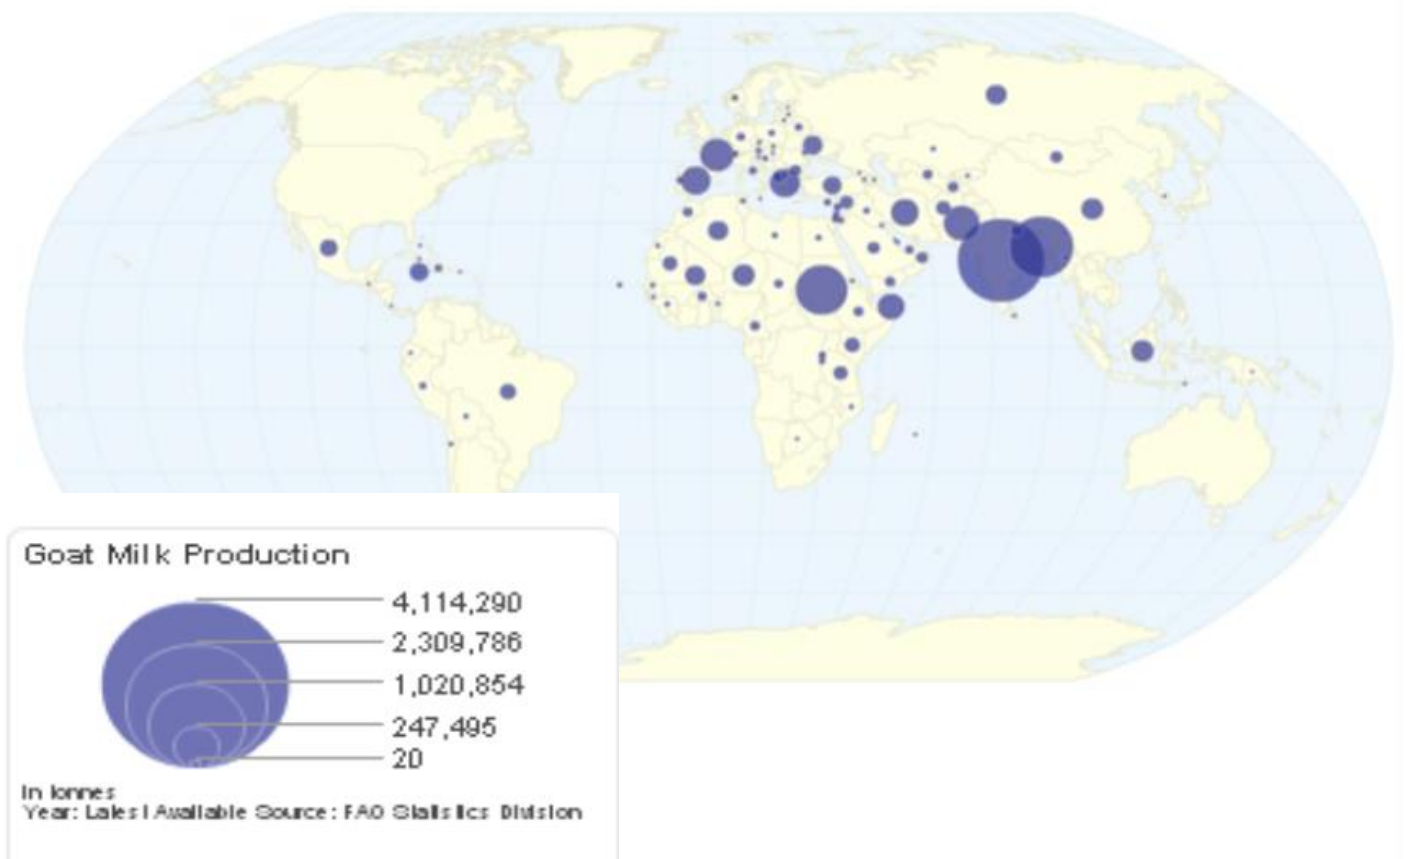 Goat Milk Production
4,114,290
2,309,786
1,020,854
247,495
20
In tonnes
Year: Latest Available Source: FAO Statistics Division